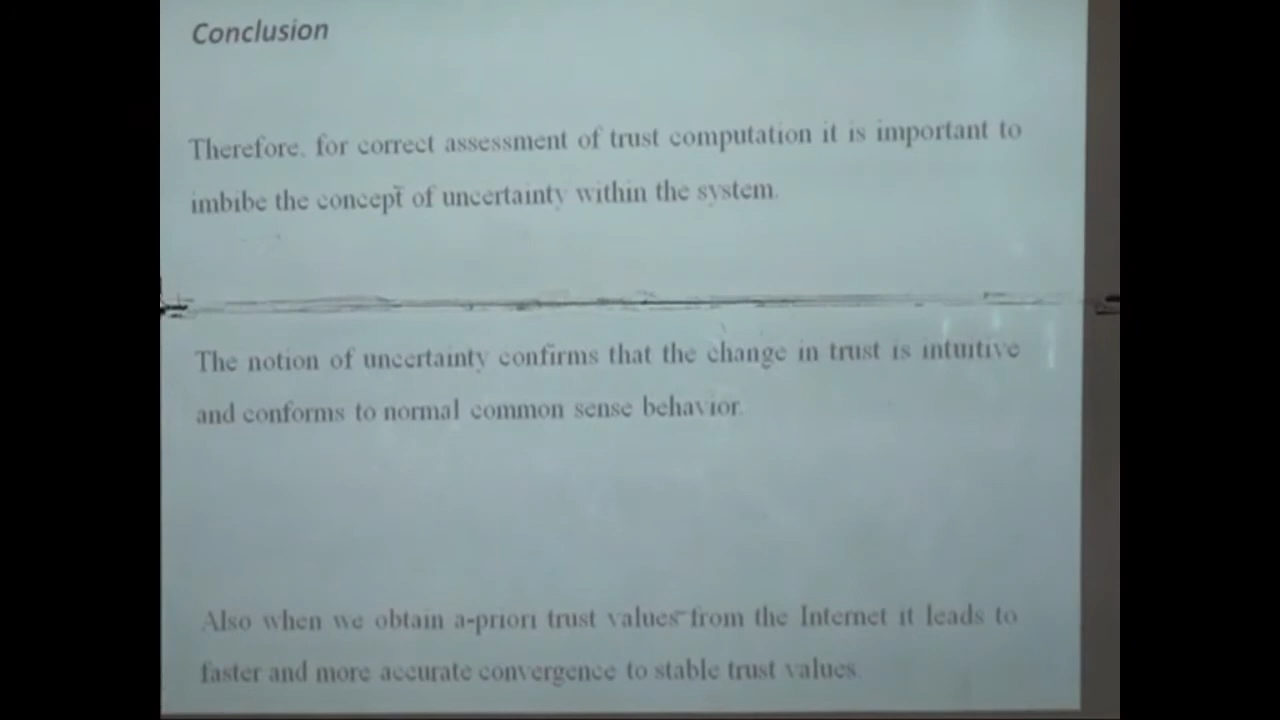 Conclusion
Therefore, for correct assessment of trust computation it is important to
imbibe the concept of uncertainty within the system.
The notion of uncertainty confirms that the change in trust is intuitive
and conforms to normal common sense behavior.
Also when we obtain a-priori trust values from the Internet it leads to
faster and more accurate convergence to stable trust values.